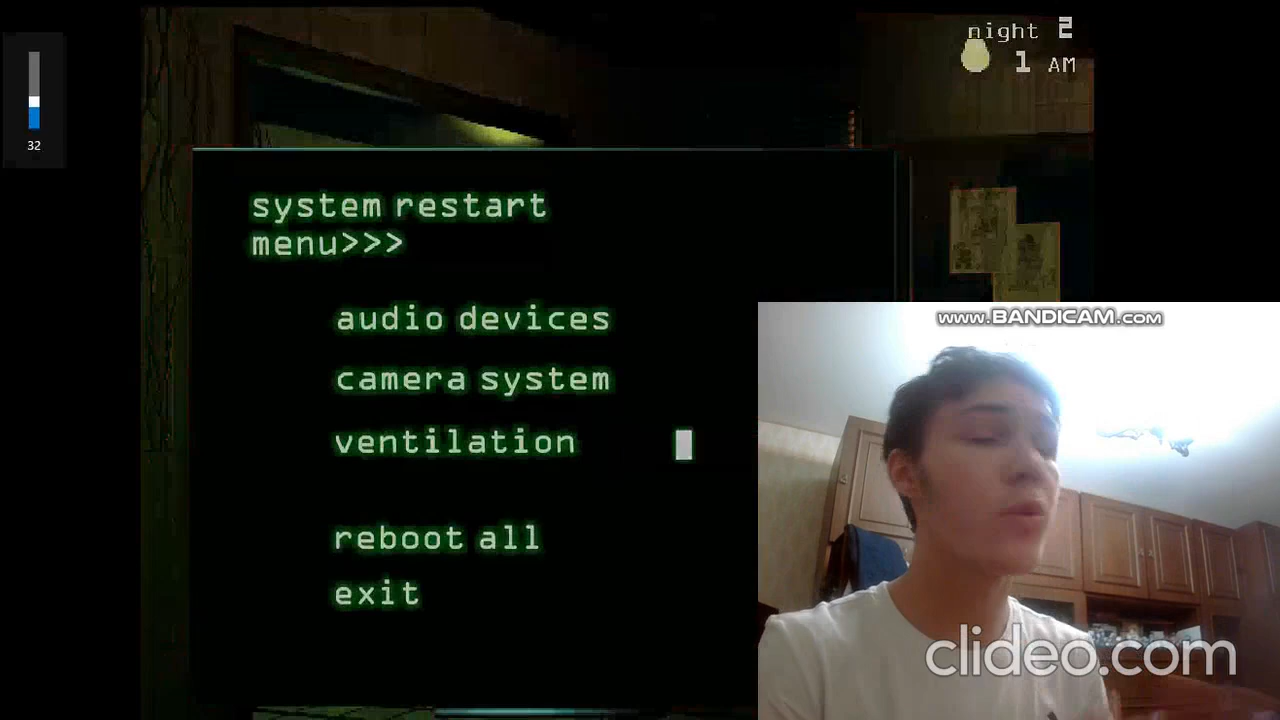 night 2
1 AM
32
system restart
menu>>>
audio devices
camera system
ventilation
reboot all
exit
www.BANDICAM.com
clideo.com